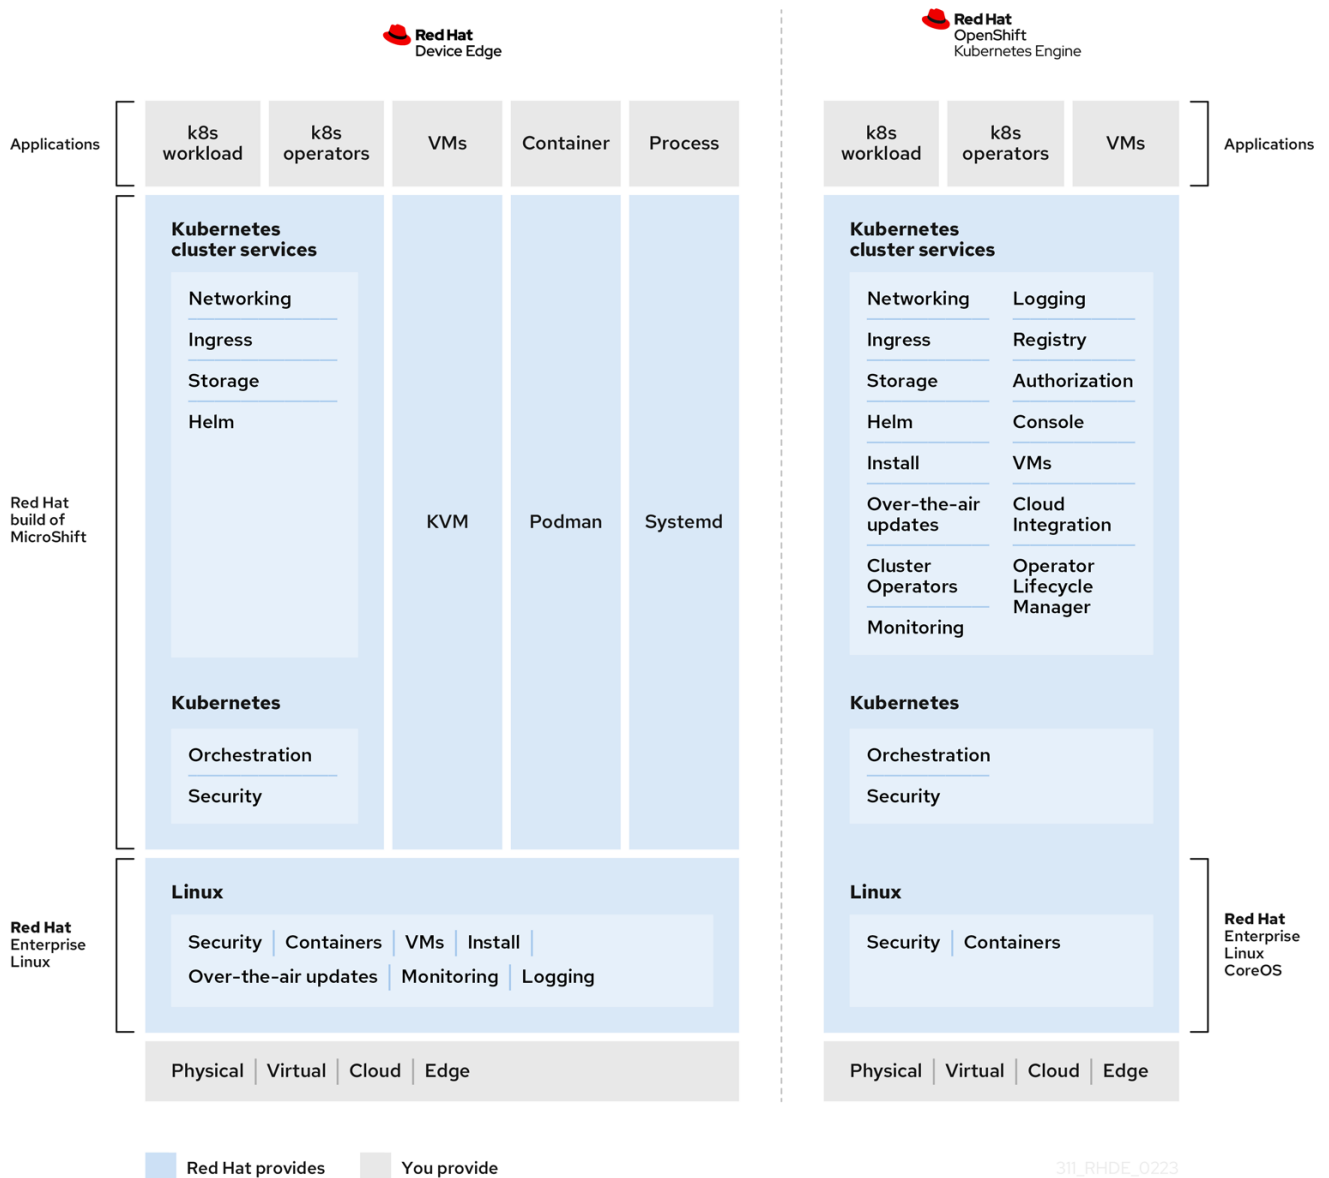 Red Hat
Device Edge
Red Hat
OpenShift
Kubernetes Engine
Applications
k8s
workload
k8s
operators
VMs
Container
Process
k8s
workload
k8s
operators
VMs
Applications
Red Hat
build of
MicroShift
Kubernetes
cluster services
Networking
Ingress
Storage
Helm
Kubernetes
Orchestration
Security
KVM
Podman
Systemd
Kubernetes
cluster services
Networking
Ingress
Storage
Helm
Install
Over-the-air
updates
Cluster
Operators
Monitoring
Logging
Registry
Authorization
Console
VMs
Cloud
Integration
Operator
Lifecycle
Manager
Kubernetes
Orchestration
Security
Red Hat
Enterprise
Linux
Linux
Security | Containers | VMs | Install |
Over-the-air updates | Monitoring | Logging
Linux
Security | Containers
Red Hat
Enterprise
Linux
CoreOS
Physical | Virtual | Cloud | Edge
Physical | Virtual | Cloud | Edge
Red Hat provides
You provide
311_RHDE_0223